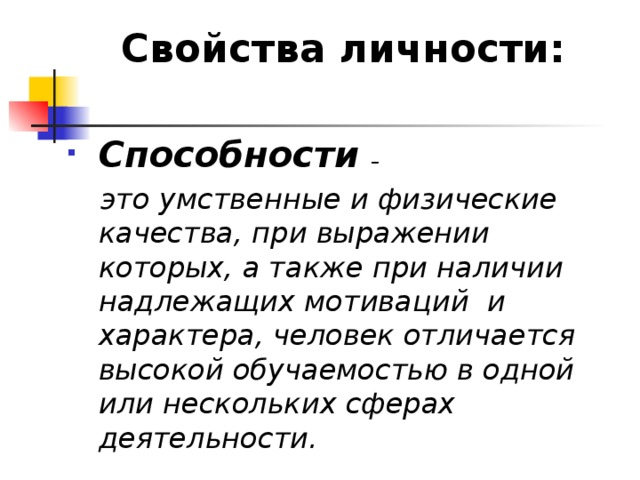 Свойства личности:
Способности -
это умственные и физические
качества, при выражении
которых, а также при наличии
надлежащих мотиваций и
характера, человек отличается
высокой обучаемостью в одной
или нескольких сферах
деятельности.